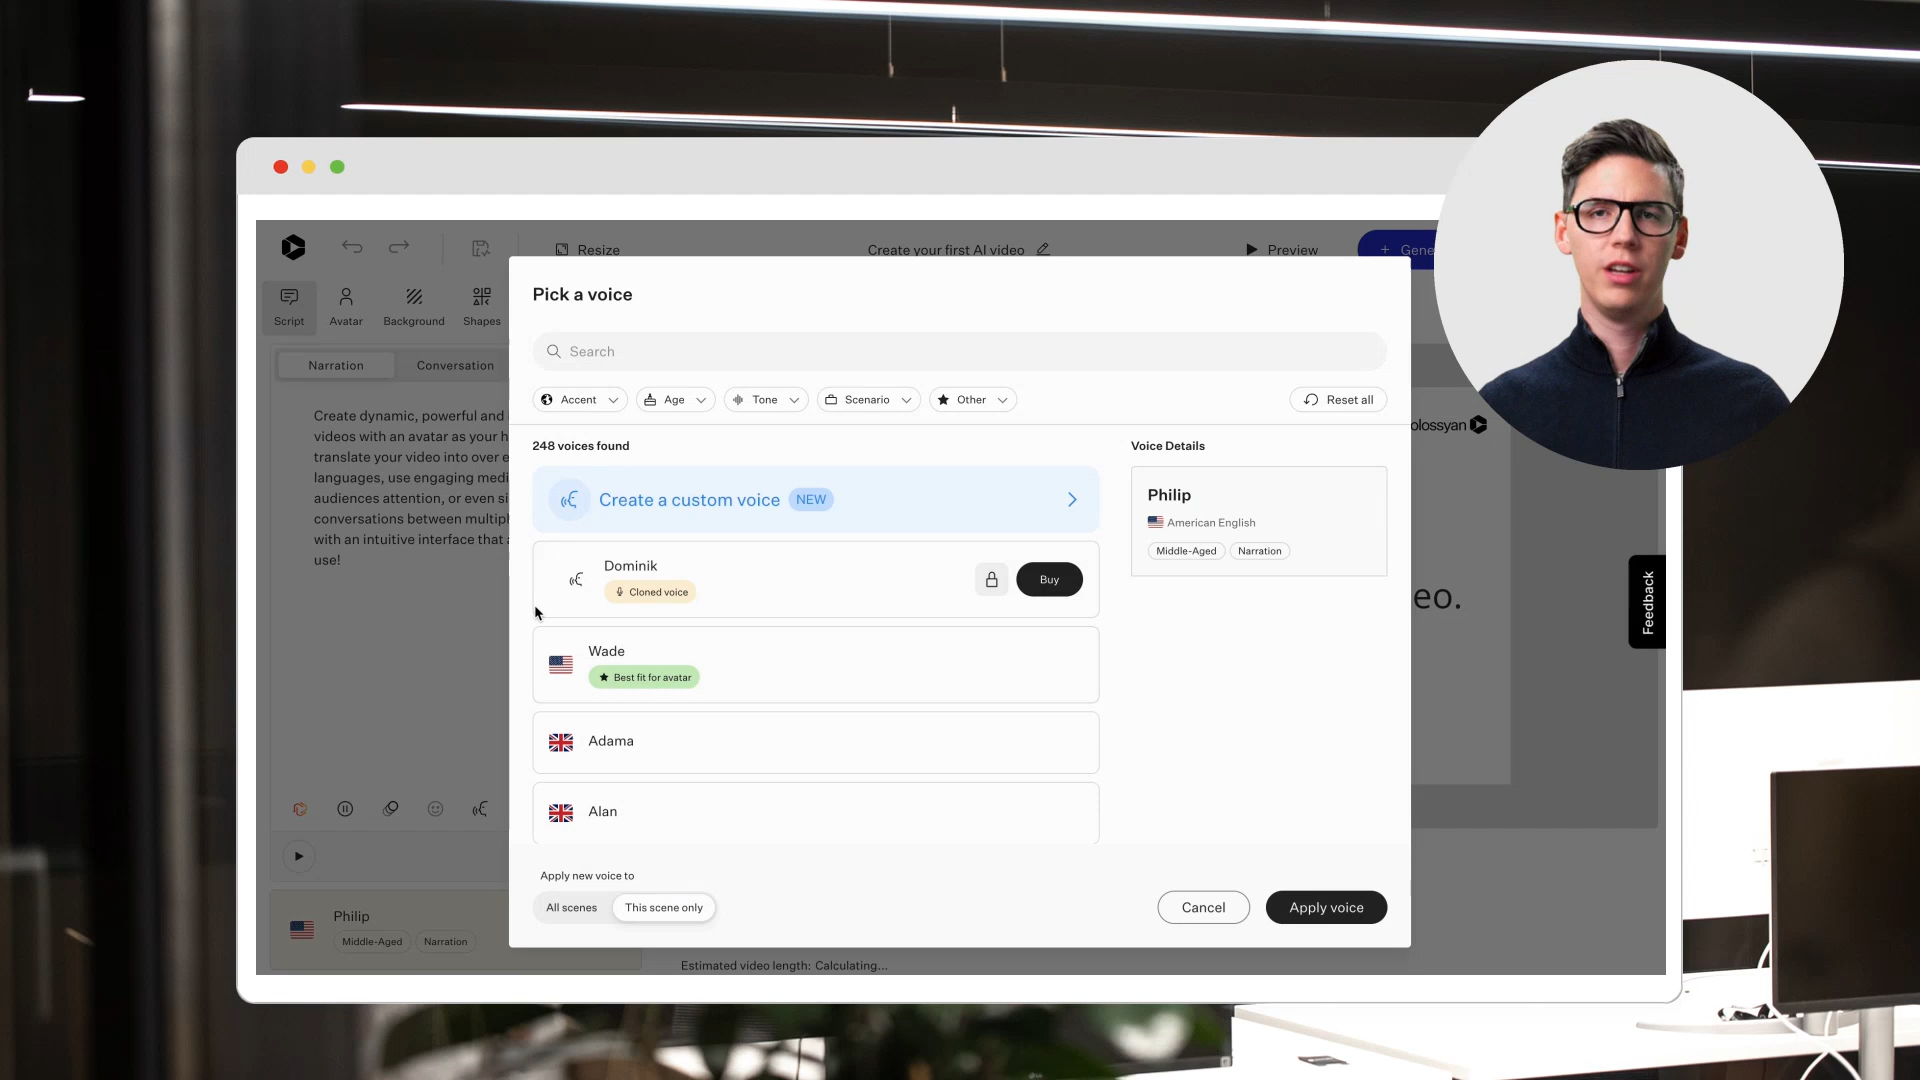 Resize
Create your first AI video
Preview
+ Gene
Script
Avatar
Background
Shapes
Narration
Conversation
Create dynamic, powerful and
videos with an avatar as your h
translate your video into over e
languages, use engaging medi
audiences attention, or even si
conversations between multipl
with an intuitive interface that a
use!
Philip
Middle-Aged
Narration
Pick a voice
Search
Accent
Age
Tone
Scenario
Other
Reset all
248 voices found
Create a custom voice NEW
Dominik
Cloned voice
Buy
Wade
Best fit for avatar
Adama
Alan
Voice Details
Philip
American English
Middle-Aged
Narration
Apply new voice to
All scenes
This scene only
Cancel
Apply voice
Estimated video length: Calculating...
olossyan
eo.
Feedback